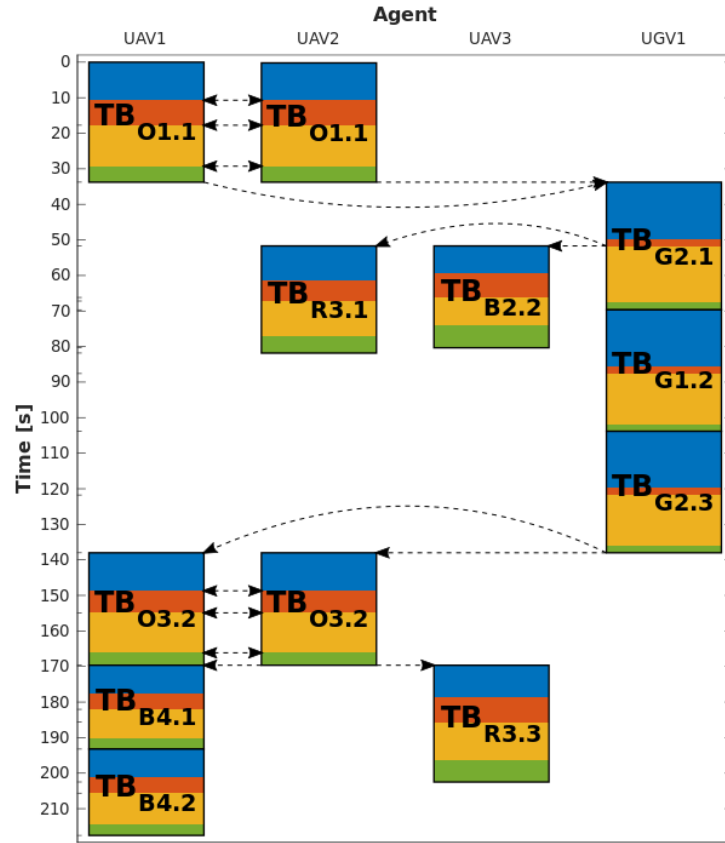 Agent
UAV1 UAV2 UAV3 UGV1
Time [s]
0
10
20
30
40
50
60
70
80
90
100
110
120
130
140
150
160
170
180
190
200
210
TB O1.1
TB O1.1
TB G2.1
TB R3.1
TB B2.2
TB G1.2
TB G2.3
TB O3.2
TB O3.2
TB B4.1
TB R3.3
TB B4.2